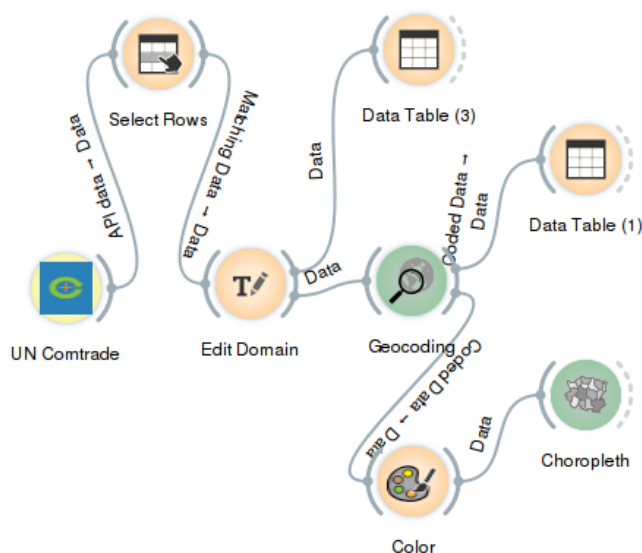 Select Rows
Data Table (3)
API data → Data
Matching Data → Data
Data
Coded Data →
Data
Data Table (1)
Data
UN Comtrade
T
Edit Domain
Geocoding
Coded Data → Data
Data
Choropleth
Color